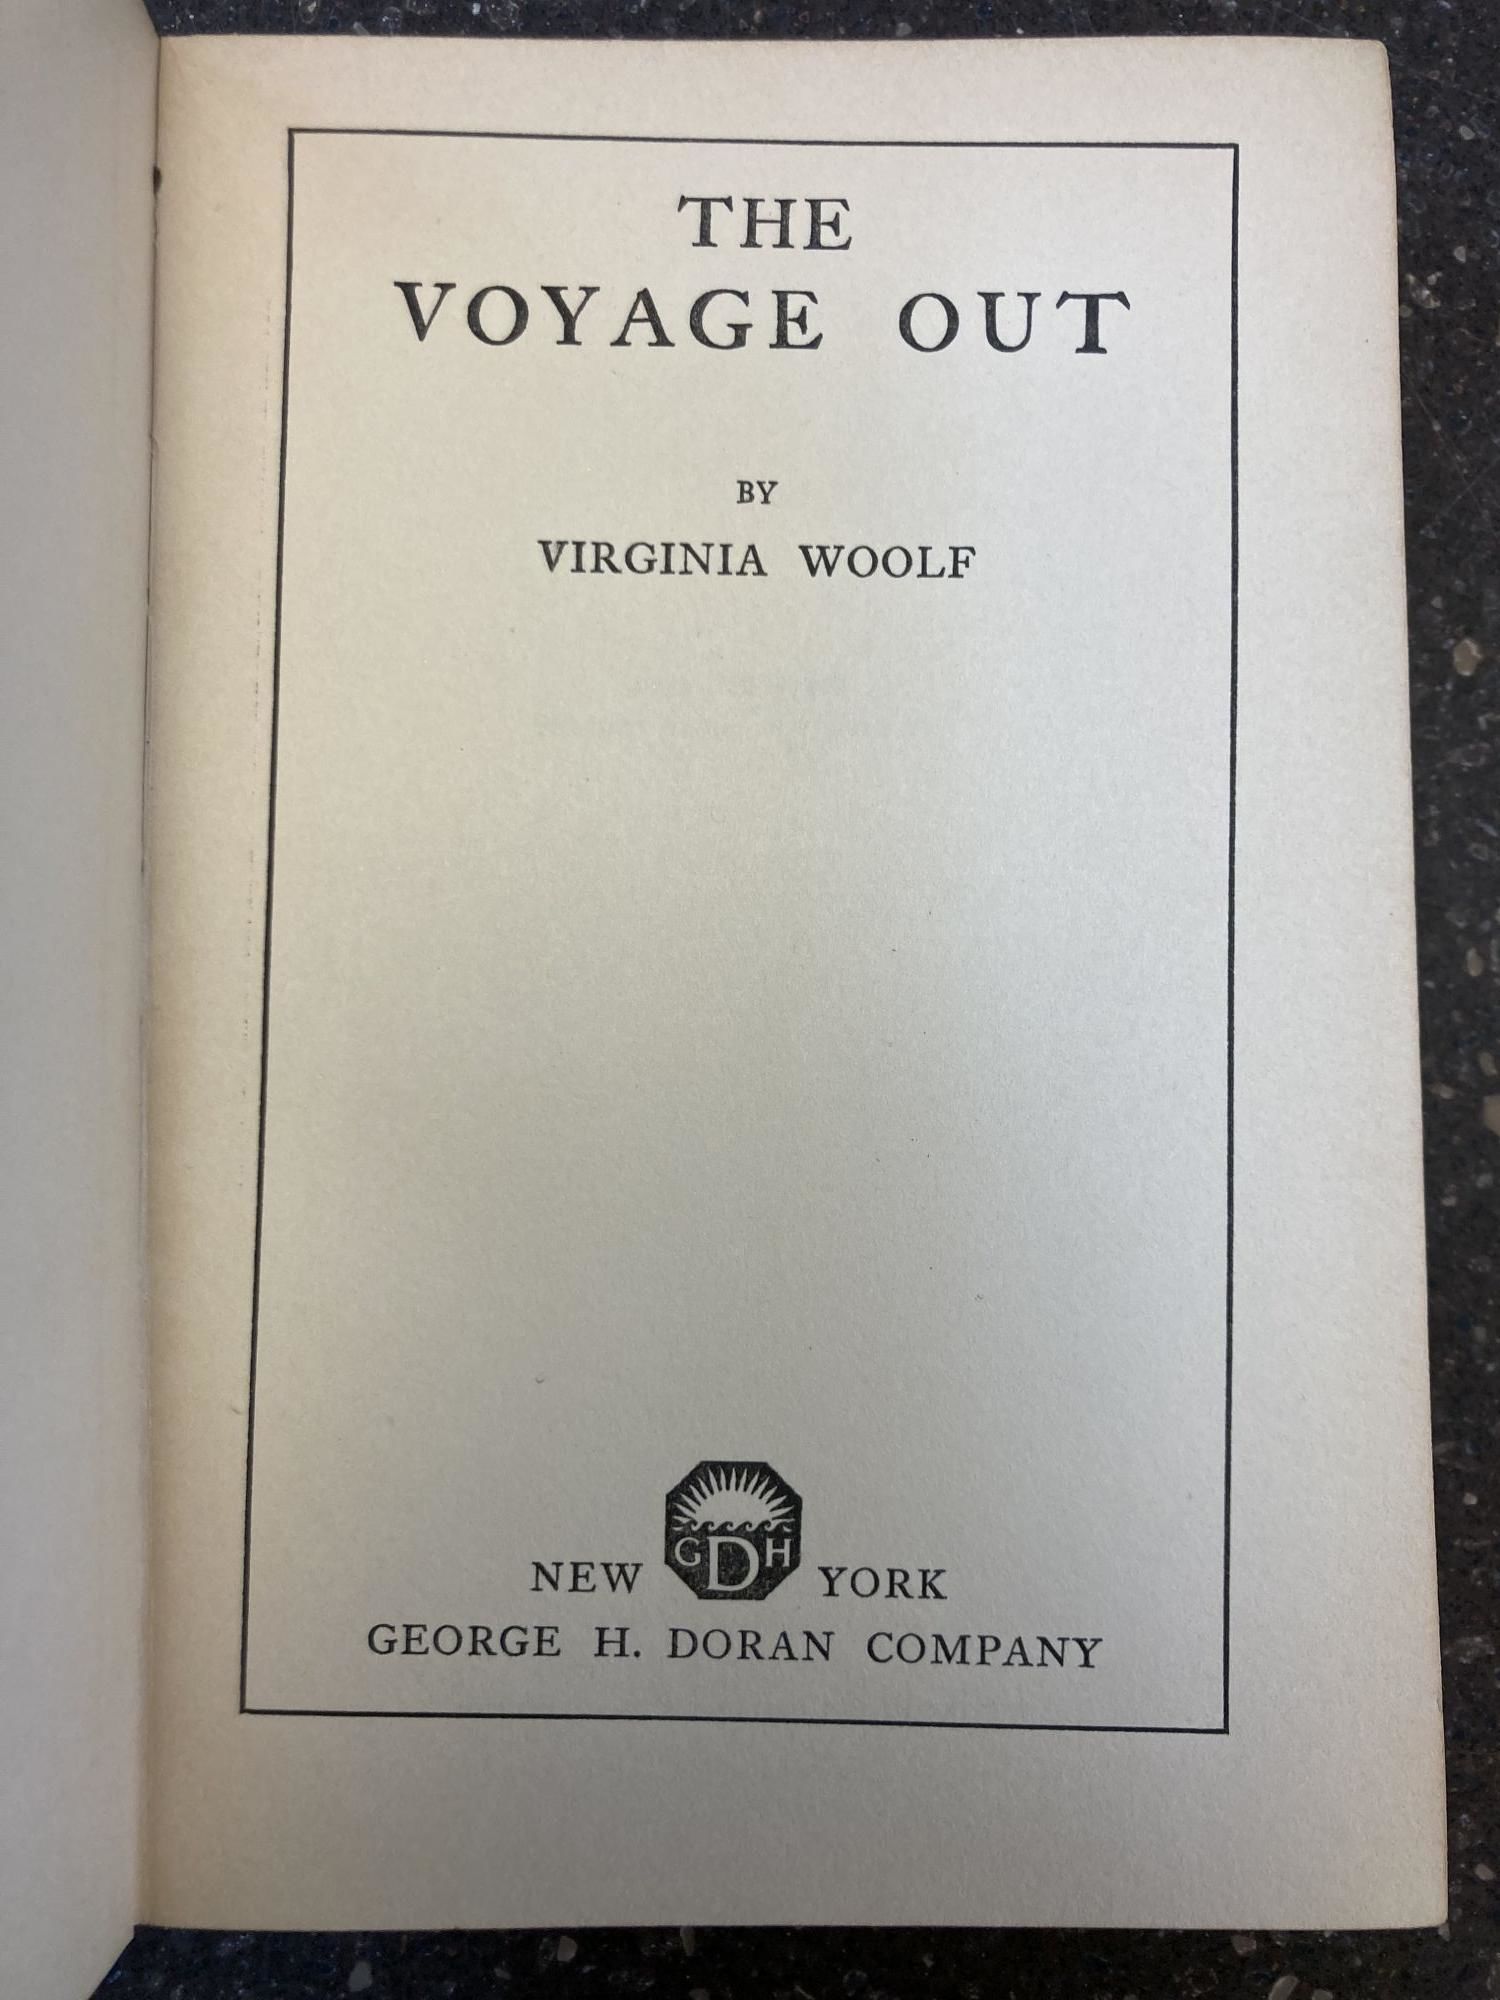 THE
VOYAGE OUT
BY
VIRGINIA WOOLF
GDH
NEW YORK
GEORGE H. DORAN COMPANY